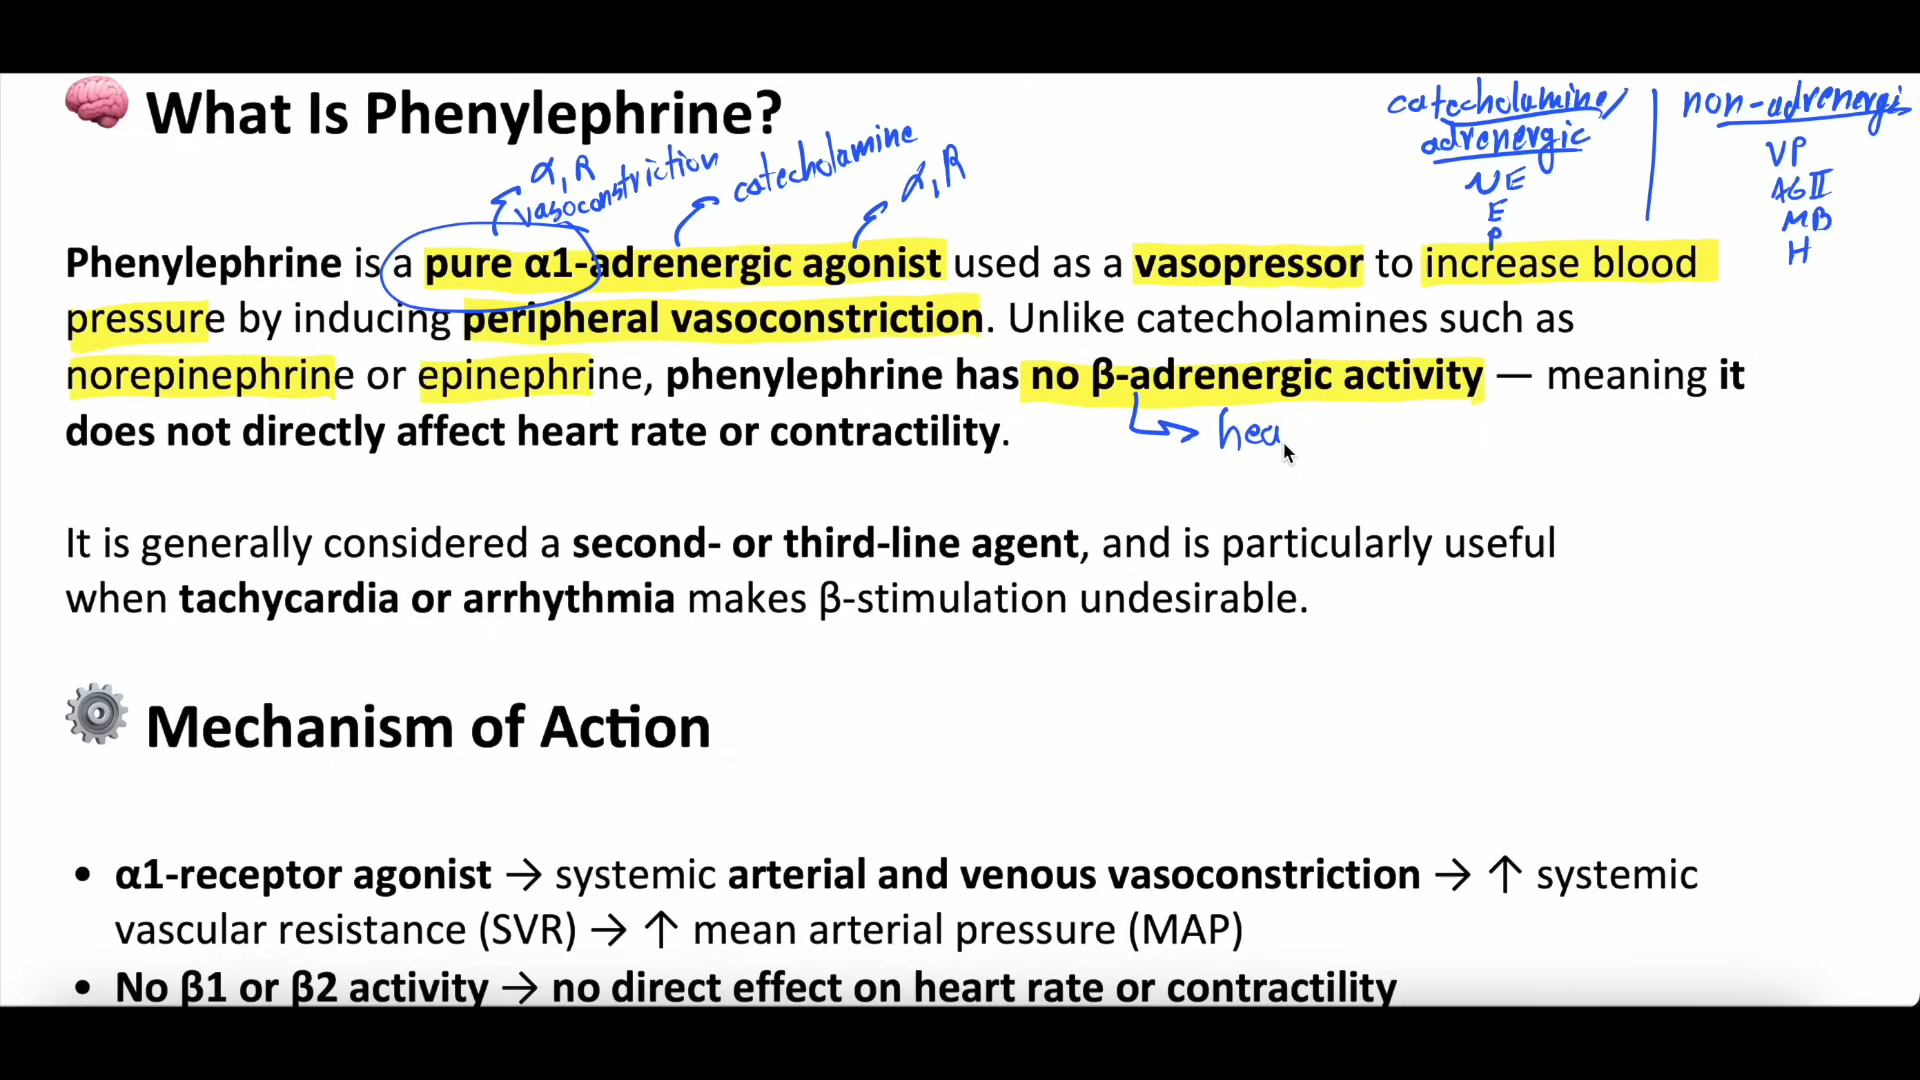 What Is Phenylephrine?
catecholamine/
adrenergic
NE
E
P
non-adrenergic
VP
AGII
MB
H
α1R
vasoconstriction
catecholamine
α1R
Phenylephrine is a pure α1-adrenergic agonist used as a vasopressor to increase blood
pressure by inducing peripheral vasoconstriction. Unlike catecholamines such as
norepinephrine or epinephrine, phenylephrine has no β-adrenergic activity — meaning it
does not directly affect heart rate or contractility.
hea
It is generally considered a second- or third-line agent, and is particularly useful
when tachycardia or arrhythmia makes β-stimulation undesirable.
Mechanism of Action
• α1-receptor agonist → systemic arterial and venous vasoconstriction → ↑ systemic
vascular resistance (SVR) → ↑ mean arterial pressure (MAP)
• No β1 or β2 activity → no direct effect on heart rate or contractility